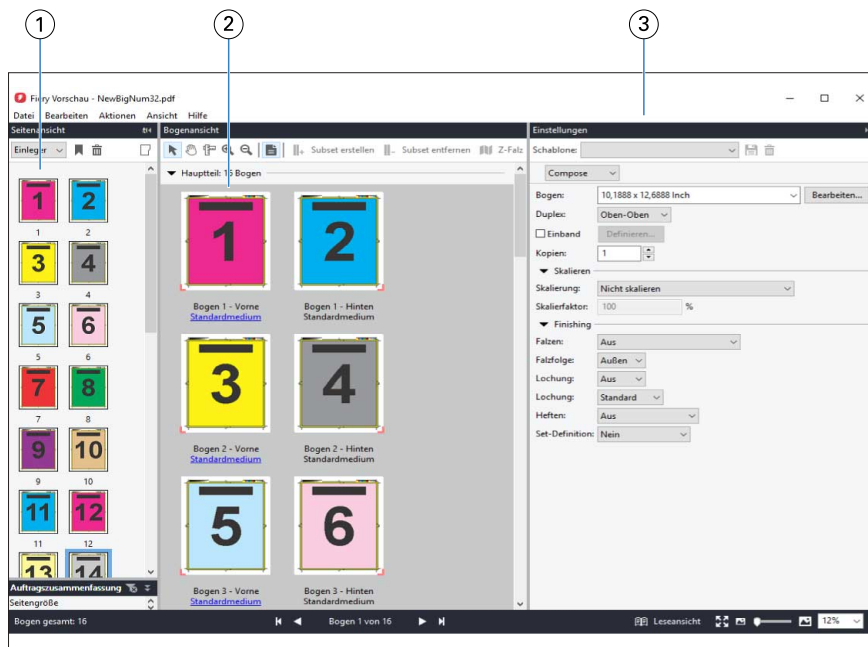 1 2 3
Fiery Vorschau - NewBigNum32.pdf
Datei Bearbeiten Aktionen Ansicht Hilfe
Seitenansicht
Einleger
1 2
1 2
3 4
3 4
5 6
5 6
7 8
7 8
9 10
9 10
11 12
11 12
13 14
Auftragszusammenfassung
Seitengröße
Bogenansicht
Subset erstellen Subset entfernen Z-Falz
Hauptteil: 16 Bogen
1 2
Bogen 1 - Vorne Bogen 1 - Hinten
Standardmedium Standardmedium
3 4
Bogen 2 - Vorne Bogen 2 - Hinten
Standardmedium Standardmedium
5 6
Bogen 3 - Vorne Bogen 3 - Hinten
Standardmedium Standardmedium
Einstellungen
Schablone:
Compose
Bogen: 10,1888 x 12,6888 Inch Bearbeiten...
Duplex: Oben-Oben
Einband Definieren...
Kopien: 1
Skalieren
Skalierung: Nicht skalieren
Skalierfaktor: 100 %
Finishing
Falzen: Aus
Falzfolge: Außen
Lochung: Aus
Lochung: Standard
Heften: Aus
Set-Definition: Nein
Bogen gesamt: 16 Bogen 1 von 16 Leseansicht 12%